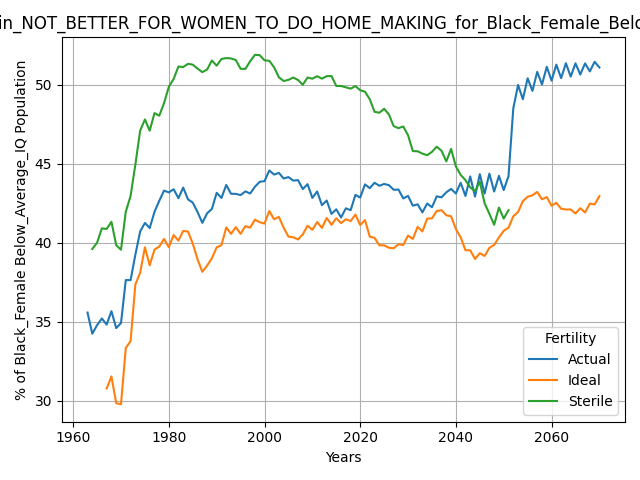 in_NOT_BETTER_FOR_WOMEN_TO_DO_HOME_MAKING_for_Black_Female_Belo
% of Black_Female Below_Average_IQ Population
50
45
40
35
30
Fertility
Actual
Ideal
Sterile
1960
1980
2000
2020
2040
2060
Years